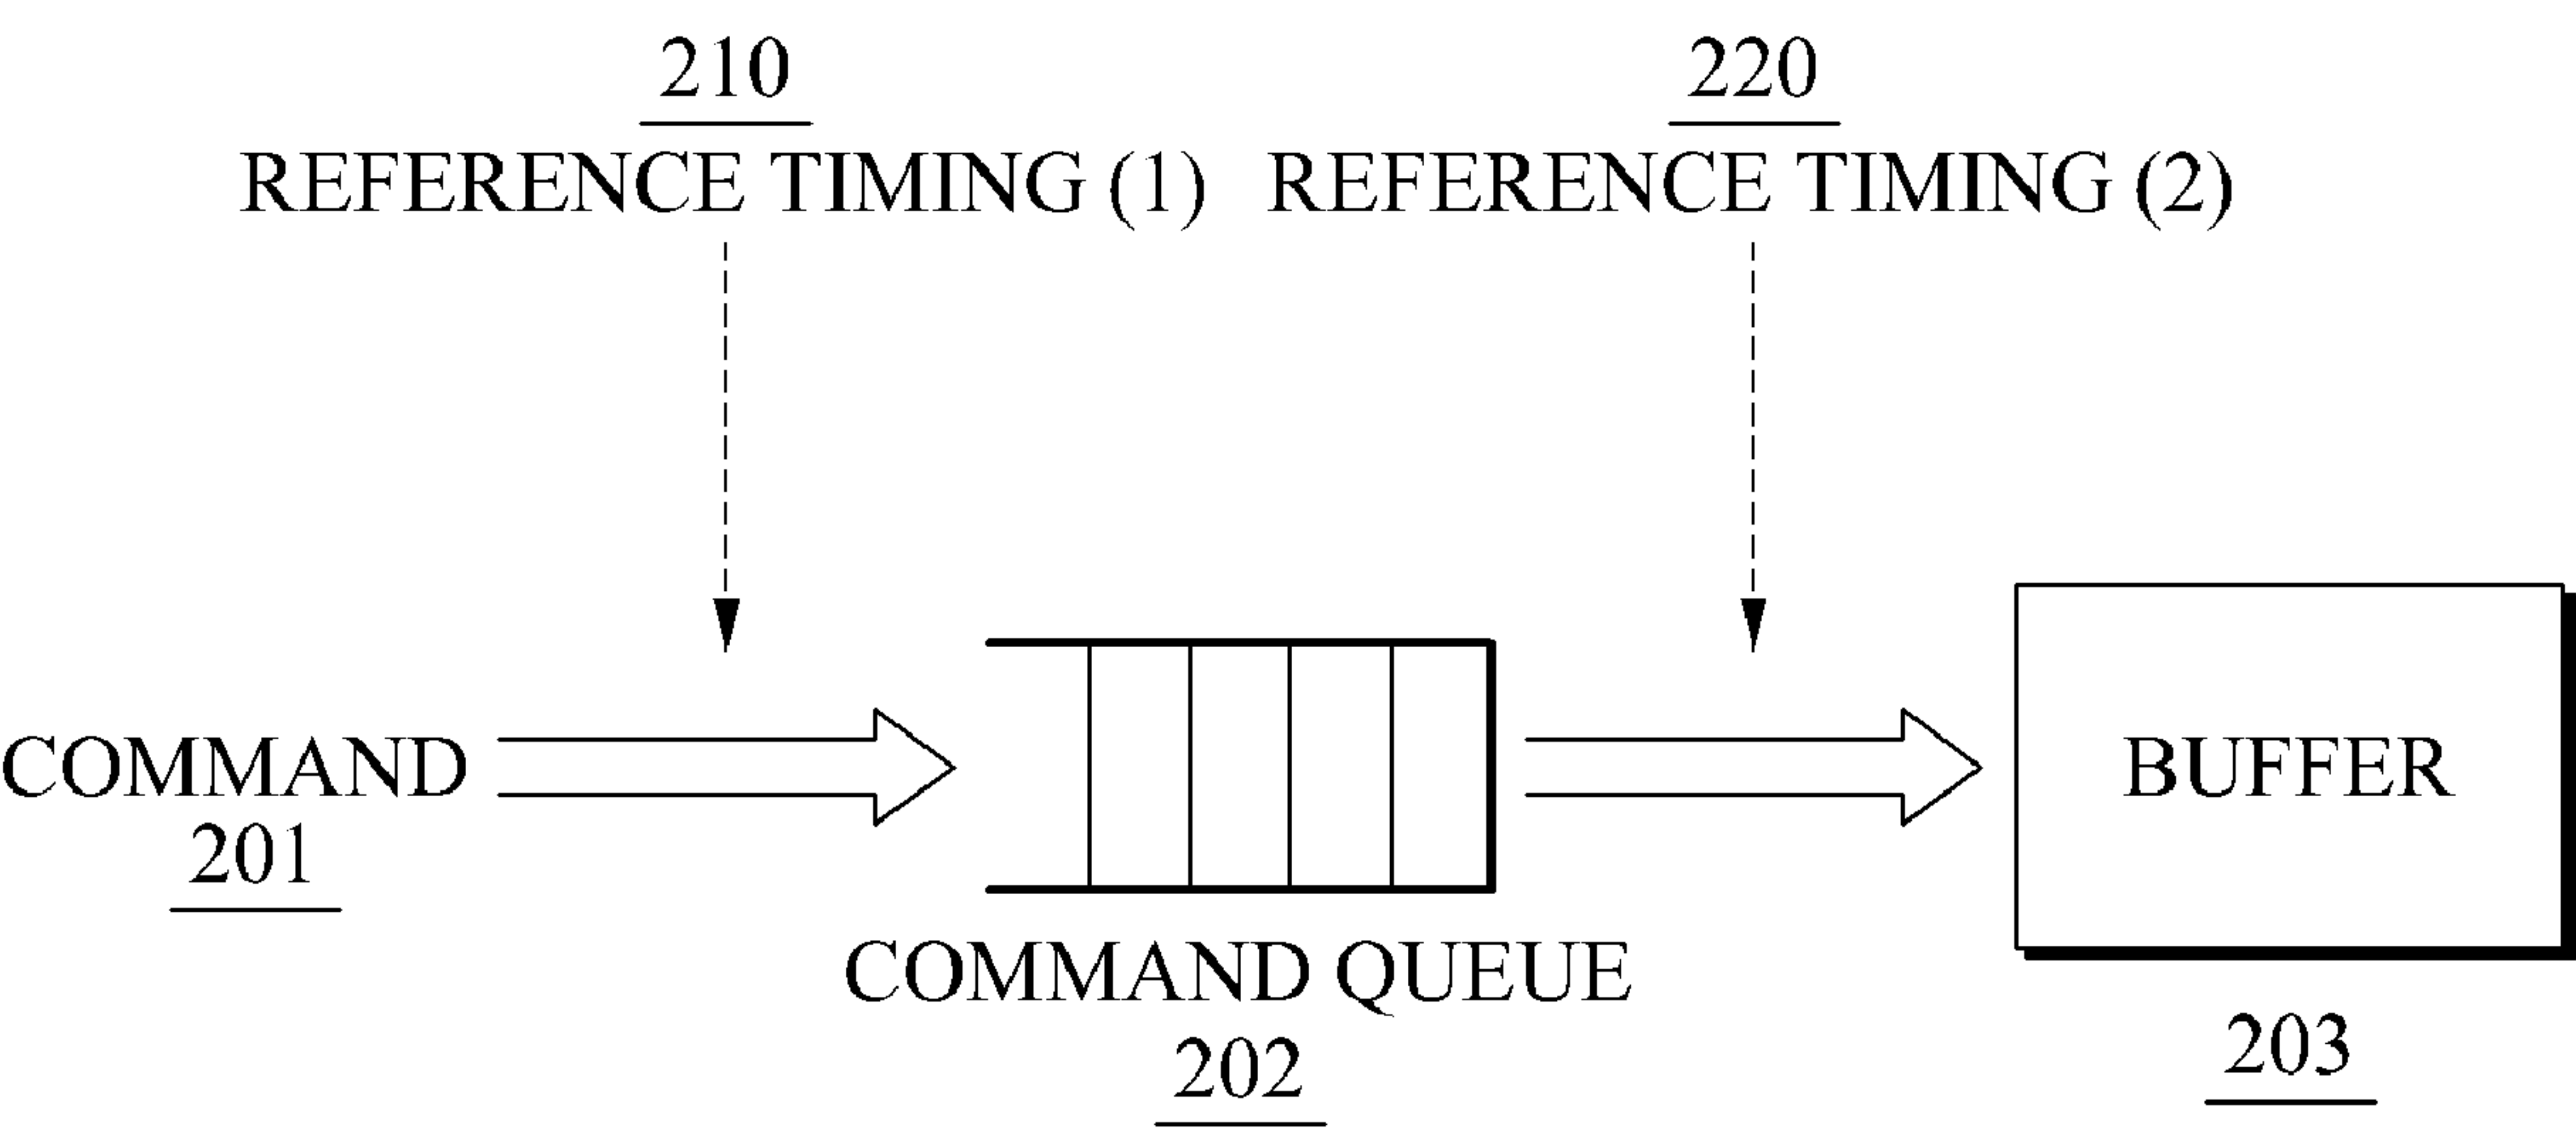 210
REFERENCE TIMING (1)
220
REFERENCE TIMING (2)
COMMAND
201
COMMAND QUEUE
202
BUFFER
203